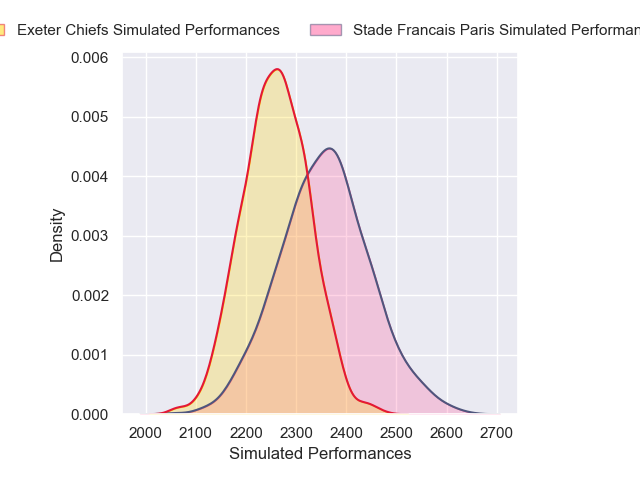 Exeter Chiefs Simulated Performances
Stade Francais Paris Simulated
0.006
0.005
0.004
0.003
0.002
0.001
0.000
Density
2000 2100 2200 2300 2400 2500 2600 2700
Simulated Performances